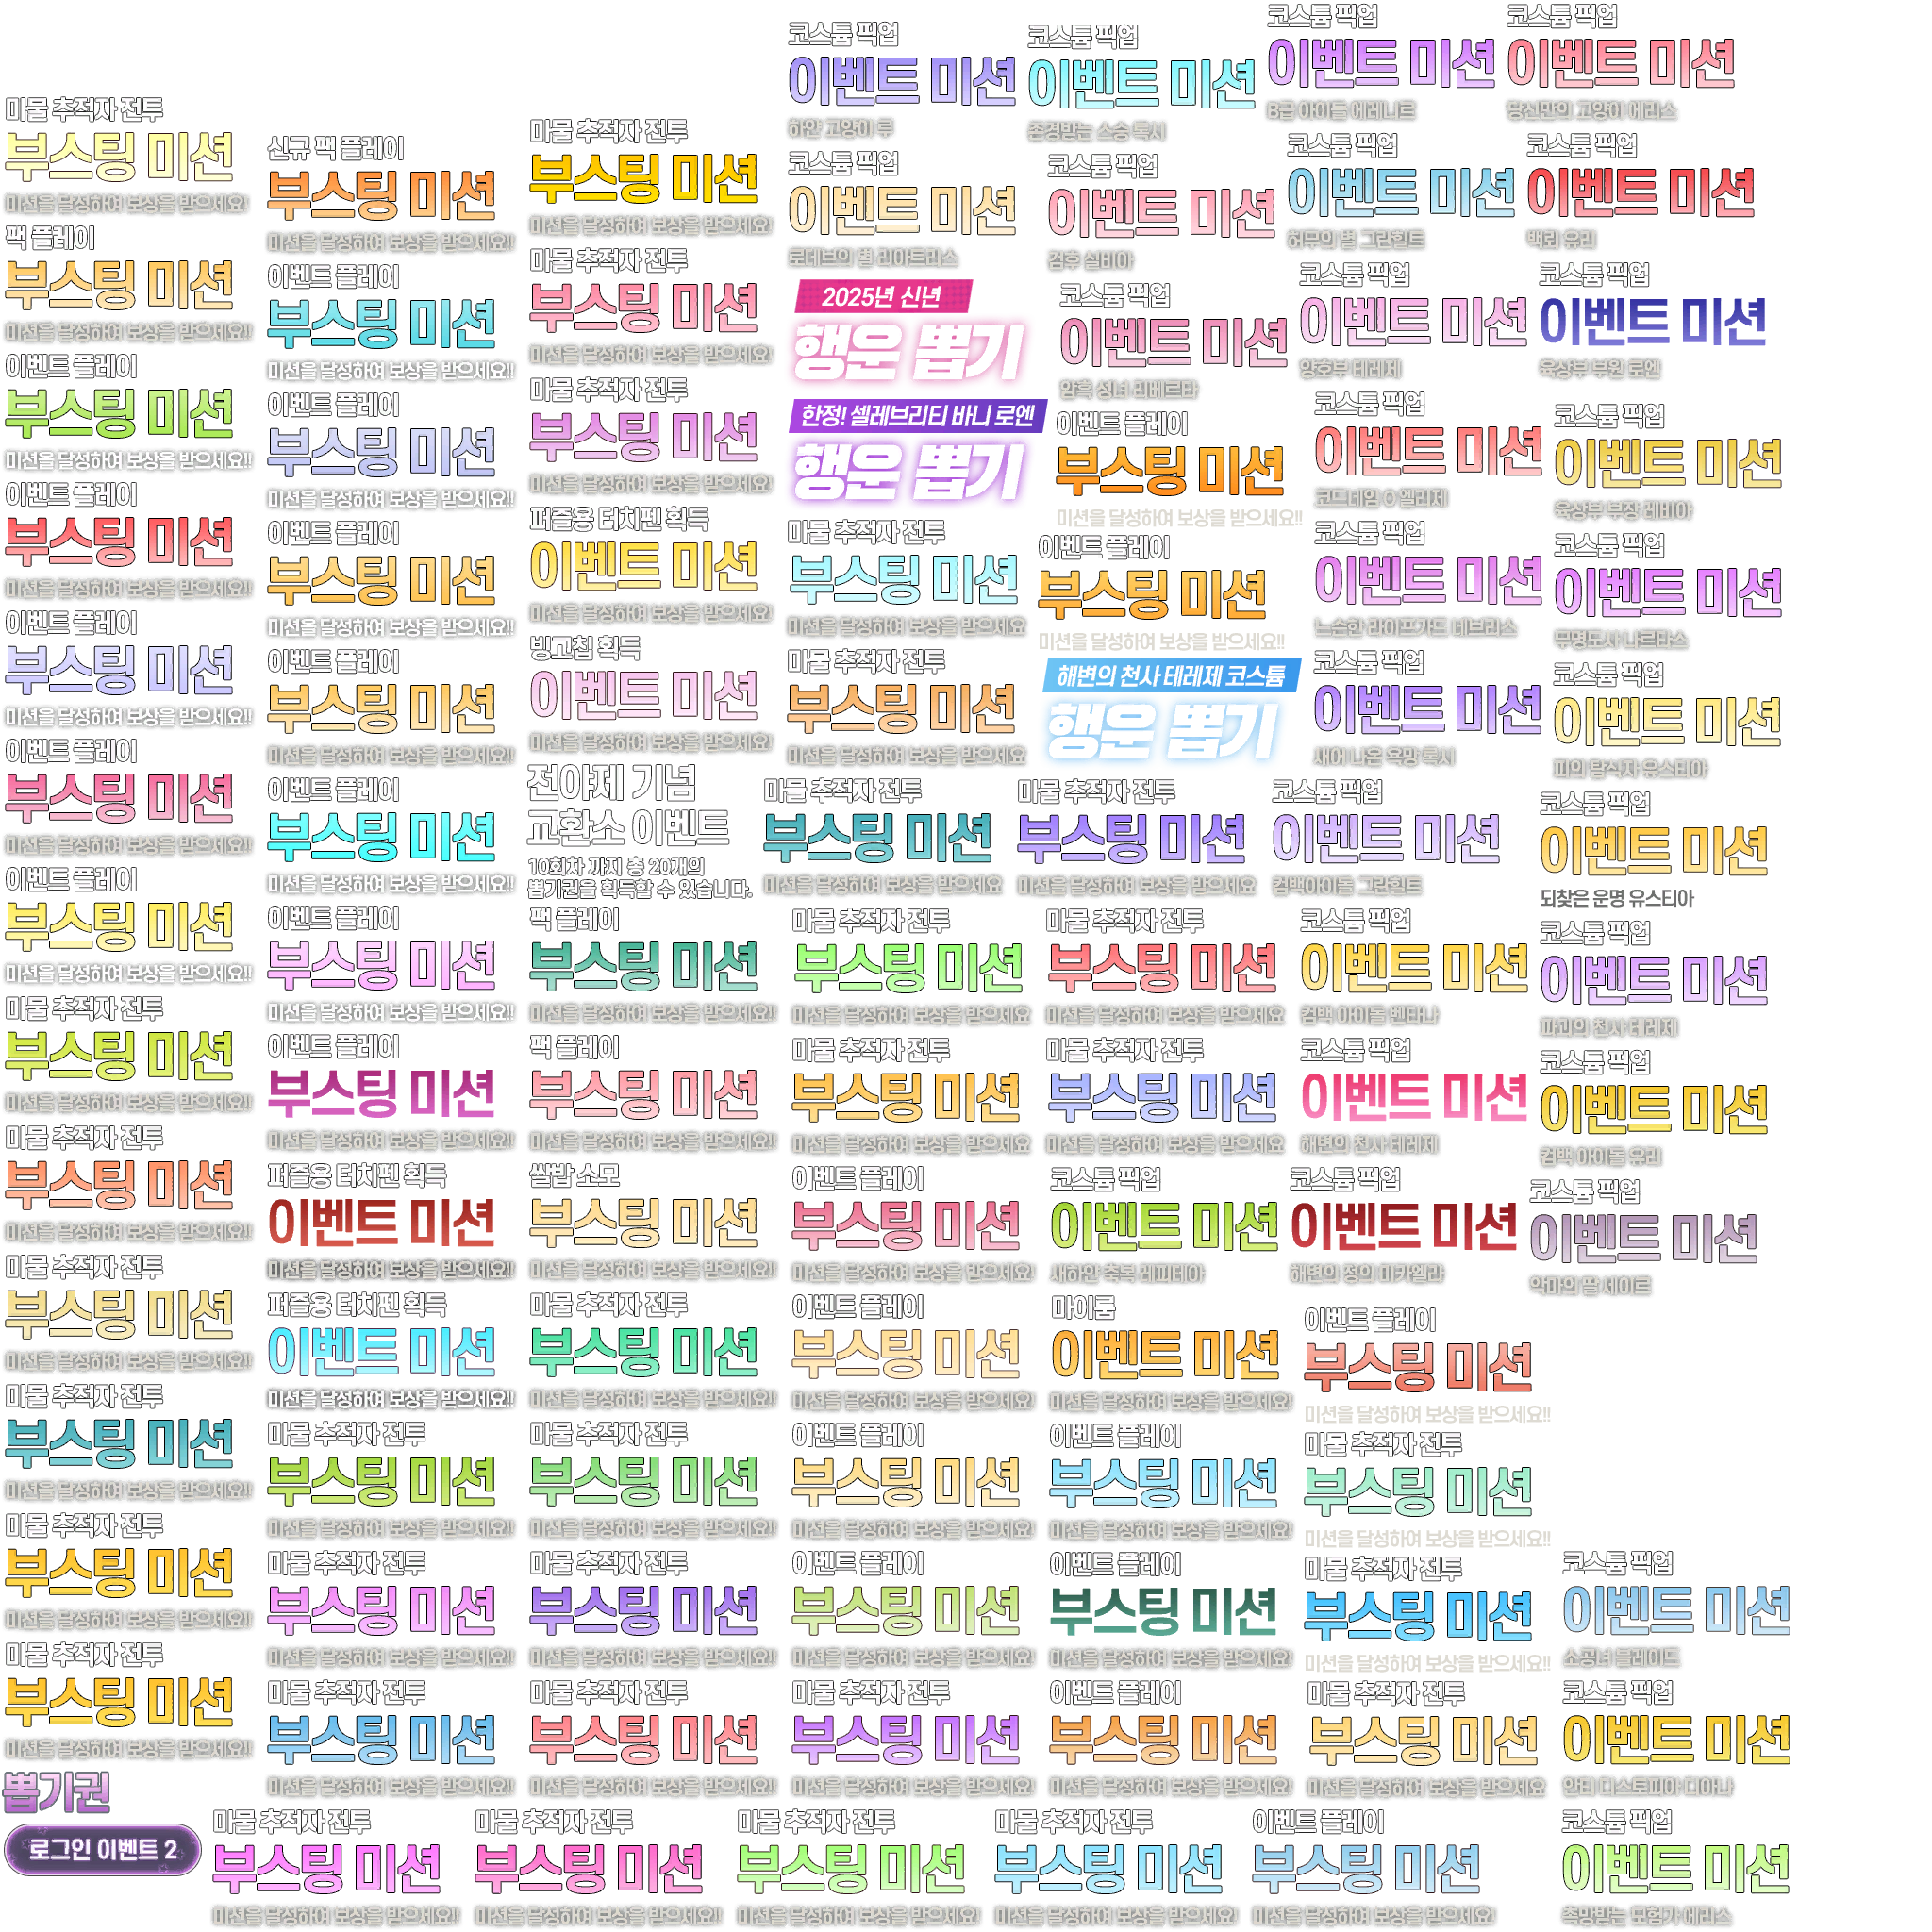 마물 추적자 전투
부스팅 미션
미션을 달성하여 보상을 받으세요!
팩 플레이
부스팅 미션
미션을 달성하여 보상을 받으세요!!
이벤트 플레이
부스팅 미션
미션을 달성하여 보상을 받으세요!!
이벤트 플레이
부스팅 미션
미션을 달성하여 보상을 받으세요!!
이벤트 플레이
부스팅 미션
미션을 달성하여 보상을 받으세요!!
이벤트 플레이
부스팅 미션
미션을 달성하여 보상을 받으세요!!
이벤트 플레이
부스팅 미션
미션을 달성하여 보상을 받으세요!!
마물 추적자 전투
부스팅 미션
미션을 달성하여 보상을 받으세요!!
마물 추적자 전투
부스팅 미션
미션을 달성하여 보상을 받으세요!!
마물 추적자 전투
부스팅 미션
미션을 달성하여 보상을 받으세요!!
마물 추적자 전투
부스팅 미션
미션을 달성하여 보상을 받으세요!!
마물 추적자 전투
부스팅 미션
미션을 달성하여 보상을 받으세요!!
마물 추적자 전투
부스팅 미션
미션을 달성하여 보상을 받으세요!!
뽑기권
로그인 이벤트 2
신규 팩 플레이
부스팅 미션
미션을 달성하여 보상을 받으세요!!
이벤트 플레이
부스팅 미션
미션을 달성하여 보상을 받으세요!!
이벤트 플레이
부스팅 미션
미션을 달성하여 보상을 받으세요!!
이벤트 플레이
부스팅 미션
미션을 달성하여 보상을 받으세요!!
이벤트 플레이
부스팅 미션
미션을 달성하여 보상을 받으세요!!
이벤트 플레이
부스팅 미션
미션을 달성하여 보상을 받으세요!!
이벤트 플레이
부스팅 미션
미션을 달성하여 보상을 받으세요!!
이벤트 플레이
부스팅 미션
미션을 달성하여 보상을 받으세요!!
퍼즐용 터치펜 획득
이벤트 미션
미션을 달성하여 보상을 받으세요!!
퍼즐용 터치펜 획득
이벤트 미션
미션을 달성하여 보상을 받으세요!!
마물 추적자 전투
부스팅 미션
미션을 달성하여 보상을 받으세요!!
마물 추적자 전투
부스팅 미션
미션을 달성하여 보상을 받으세요!!
마물 추적자 전투
부스팅 미션
미션을 달성하여 보상을 받으세요!!
마물 추적자 전투
부스팅 미션
미션을 달성하여 보상을 받으세요!
마물 추적자 전투
부스팅 미션
미션을 달성하여 보상을 받으세요!
마물 추적자 전투
부스팅 미션
미션을 달성하여 보상을 받으세요!
퍼즐용 터치펜 획득
이벤트 미션
미션을 달성하여 보상을 받으세요!
빙고칩 획득
이벤트 미션
미션을 달성하여 보상을 받으세요!
전야제 기념
교환소 이벤트
10회차 까지 총 20개의
뽑기권을 획득할 수 있습니다.
팩 플레이
부스팅 미션
미션을 달성하여 보상을 받으세요!!
팩 플레이
부스팅 미션
미션을 달성하여 보상을 받으세요!!
쌀밥 소모
부스팅 미션
미션을 달성하여 보상을 받으세요!!
마물 추적자 전투
부스팅 미션
미션을 달성하여 보상을 받으세요!!
마물 추적자 전투
부스팅 미션
미션을 달성하여 보상을 받으세요!!
마물 추적자 전투
부스팅 미션
미션을 달성하여 보상을 받으세요!!
마물 추적자 전투
부스팅 미션
미션을 달성하여 보상을 받으세요!!
코스튬 픽업
이벤트 미션
하얀 고양이 루
코스튬 픽업
이벤트 미션
로데브의 별 리아트리스
2025년 신년
행운 뽑기
한정! 셀레브리티 바니 로엔
행운 뽑기
마물 추적자 전투
부스팅 미션
미션을 달성하여 보상을 받으세요
마물 추적자 전투
부스팅 미션
미션을 달성하여 보상을 받으세요
마물 추적자 전투
부스팅 미션
미션을 달성하여 보상을 받으세요
마물 추적자 전투
부스팅 미션
미션을 달성하여 보상을 받으세요
마물 추적자 전투
부스팅 미션
미션을 달성하여 보상을 받으세요
이벤트 플레이
부스팅 미션
미션을 달성하여 보상을 받으세요!
이벤트 플레이
부스팅 미션
미션을 달성하여 보상을 받으세요!
이벤트 플레이
부스팅 미션
미션을 달성하여 보상을 받으세요!
이벤트 플레이
부스팅 미션
미션을 달성하여 보상을 받으세요!
마물 추적자 전투
부스팅 미션
미션을 달성하여 보상을 받으세요!
코스튬 픽업
이벤트 미션
존경받는 소승 록시
코스튬 픽업
이벤트 미션
검후 실비아
코스튬 픽업
이벤트 미션
암흑 성녀 리베르타
이벤트 플레이
부스팅 미션
미션을 달성하여 보상을 받으세요!!
이벤트 플레이
부스팅 미션
미션을 달성하여 보상을 받으세요!!
해변의 천사 테레제 코스튬
행운 뽑기
마물 추적자 전투
부스팅 미션
미션을 달성하여 보상을 받으세요
마물 추적자 전투
부스팅 미션
미션을 달성하여 보상을 받으세요
마물 추적자 전투
부스팅 미션
미션을 달성하여 보상을 받으세요
코스튬 픽업
이벤트 미션
새하얀 축복 레피테아
마이룸
이벤트 미션
미션을 달성하여 보상을 받으세요!
이벤트 플레이
부스팅 미션
미션을 달성하여 보상을 받으세요!
이벤트 플레이
부스팅 미션
미션을 달성하여 보상을 받으세요!
이벤트 플레이
부스팅 미션
미션을 달성하여 보상을 받으세요!
코스튬 픽업
이벤트 미션
B급 아이돌 에레니르
코스튬 픽업
이벤트 미션
허무의 별 그란힐트
코스튬 픽업
이벤트 미션
양호부 테레제
코스튬 픽업
이벤트 미션
코드네임 O 엘리제
코스튬 픽업
이벤트 미션
느슨한 라이프가드 네브리스
코스튬 픽업
이벤트 미션
새어 나온 욕망 록시
코스튬 픽업
이벤트 미션
컴백아이돌 그란힐트
코스튬 픽업
이벤트 미션
컴백 아이돌 벤타나
코스튬 픽업
이벤트 미션
해변의 천사 테레제
코스튬 픽업
이벤트 미션
해변의 정의 미카엘라
이벤트 플레이
부스팅 미션
미션을 달성하여 보상을 받으세요!!
마물 추적자 전투
부스팅 미션
미션을 달성하여 보상을 받으세요!!
마물 추적자 전투
부스팅 미션
미션을 달성하여 보상을 받으세요!!
마물 추적자 전투
부스팅 미션
미션을 달성하여 보상을 받으세요
코스튬 픽업
이벤트 미션
당신만의 고양이 에리스
코스튬 픽업
이벤트 미션
백뢰 유리
코스튬 픽업
이벤트 미션
육상부 부원 로엔
코스튬 픽업
이벤트 미션
육상부 부장 레비아
코스튬 픽업
이벤트 미션
무명도사 나르타스
코스튬 픽업
이벤트 미션
피의 탐식자 유스티아
코스튬 픽업
이벤트 미션
되찾은 운명 유스티아
코스튬 픽업
이벤트 미션
파괴의 천사 테레제
코스튬 픽업
이벤트 미션
컴백 아이돌 유리
코스튬 픽업
이벤트 미션
악마의 딸 세이르
코스튬 픽업
이벤트 미션
소공녀 블레이드
코스튬 픽업
이벤트 미션
안티 디스토피아 디아나
마물 추적자 전투
부스팅 미션
미션을 달성하여 보상을 받으세요!!
마물 추적자 전투
부스팅 미션
미션을 달성하여 보상을 받으세요!!
마물 추적자 전투
부스팅 미션
미션을 달성하여 보상을 받으세요!
마물 추적자 전투
부스팅 미션
미션을 달성하여 보상을 받으세요!
이벤트 플레이
부스팅 미션
미션을 달성하여 보상을 받으세요!
코스튬 픽업
이벤트 미션
촉망받는 모험가 에리스